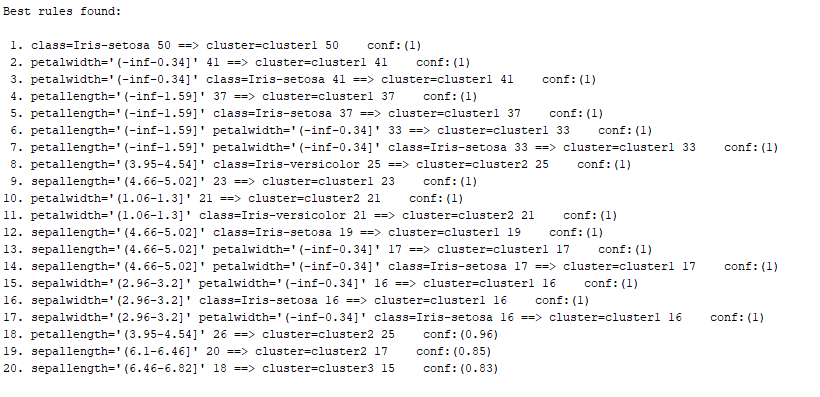 Best rules found:
1. class=Iris-setosa 50 ==> cluster=cluster1 50 conf:(1)
2. petalwidth='(-inf-0.34]' 41 ==> cluster=cluster1 41 conf:(1)
3. petalwidth='(-inf-0.34]' class=Iris-setosa 41 ==> cluster=cluster1 41 conf:(1)
4. petallength='(-inf-1.59]' 37 ==> cluster=cluster1 37 conf:(1)
5. petallength='(-inf-1.59]' class=Iris-setosa 37 ==> cluster=cluster1 37 conf:(1)
6. petallength='(-inf-1.59]' petalwidth='(-inf-0.34]' 33 ==> cluster=cluster1 33 conf:(1)
7. petallength='(-inf-1.59]' petalwidth='(-inf-0.34]' class=Iris-setosa 33 ==> cluster=cluster1 33 conf:(1)
8. petallength='(3.95-4.54]' class=Iris-versicolor 25 ==> cluster=cluster2 25 conf:(1)
9. sepallength='(4.66-5.02]' 23 ==> cluster=cluster1 23 conf:(1)
10. petalwidth='(1.06-1.3]' 21 ==> cluster=cluster2 21 conf:(1)
11. petalwidth='(1.06-1.3]' class=Iris-versicolor 21 ==> cluster=cluster2 21 conf:(1)
12. sepallength='(4.66-5.02]' class=Iris-setosa 19 ==> cluster=cluster1 19 conf:(1)
13. sepallength='(4.66-5.02]' petalwidth='(-inf-0.34]' 17 ==> cluster=cluster1 17 conf:(1)
14. sepallength='(4.66-5.02]' petalwidth='(-inf-0.34]' class=Iris-setosa 17 ==> cluster=cluster1 17 conf:(1)
15. sepalwidth='(2.96-3.2]' petalwidth='(-inf-0.34]' 16 ==> cluster=cluster1 16 conf:(1)
16. sepalwidth='(2.96-3.2]' class=Iris-setosa 16 ==> cluster=cluster1 16 conf:(1)
17. sepalwidth='(2.96-3.2]' petalwidth='(-inf-0.34]' class=Iris-setosa 16 ==> cluster=cluster1 16 conf:(1)
18. petallength='(3.95-4.54]' 26 ==> cluster=cluster2 25 conf:(0.96)
19. sepallength='(6.1-6.46]' 20 ==> cluster=cluster2 17 conf:(0.85)
20. sepallength='(6.46-6.82]' 18 ==> cluster=cluster3 15 conf:(0.83)